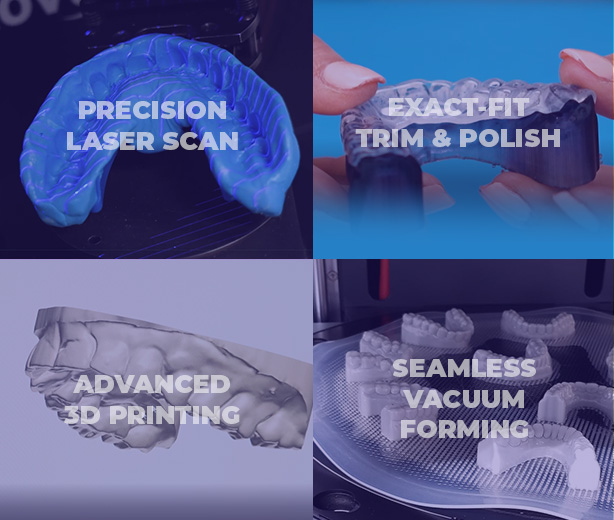 PRECISION
LASER SCAN
EXACT-FIT
TRIM & POLISH
ADVANCED
3D PRINTING
SEAMLESS
VACUUM
FORMING